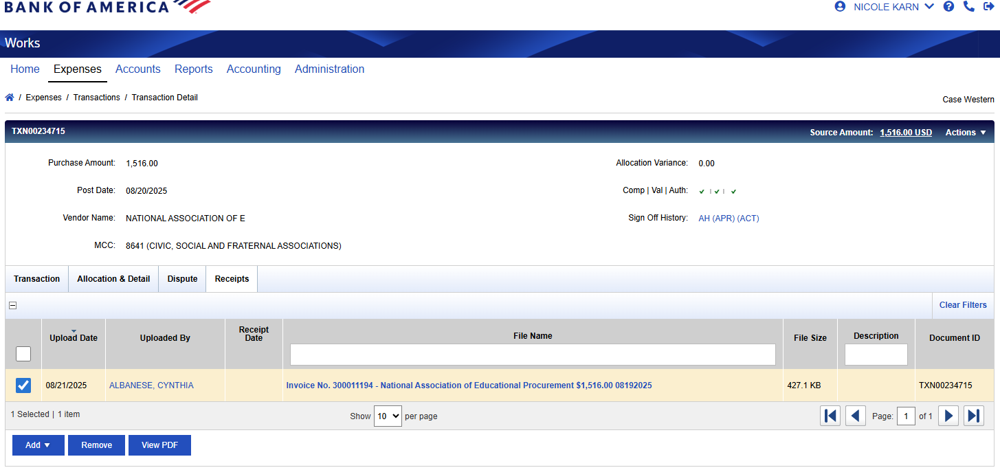 BANK OF AMERICA
NICOLE KARN
Works
Home Expenses Accounts Reports Accounting Administration
/ Expenses / Transactions / Transaction Detail
Case Western
TXN00234715 Source Amount: 1,516.00 USD Actions
Purchase Amount: 1,516.00 Allocation Variance: 0.00
Post Date: 08/20/2025 Comp | Val | Auth: ✓ | ✓ | ✓
Vendor Name: NATIONAL ASSOCIATION OF E Sign Off History: AH (APR) (ACT)
MCC: 8641 (CIVIC, SOCIAL AND FRATERNAL ASSOCIATIONS)
Transaction Allocation & Detail Dispute Receipts
Clear Filters
Upload Date Uploaded By Receipt Date File Name File Size Description Document ID
08/21/2025 ALBANESE, CYNTHIA Invoice No. 300011194 - National Association of Educational Procurement $1,516.00 08192025 427.1 KB TXN00234715
1 Selected | 1 item Show 10 per page Page: 1 of 1
Add Remove View PDF